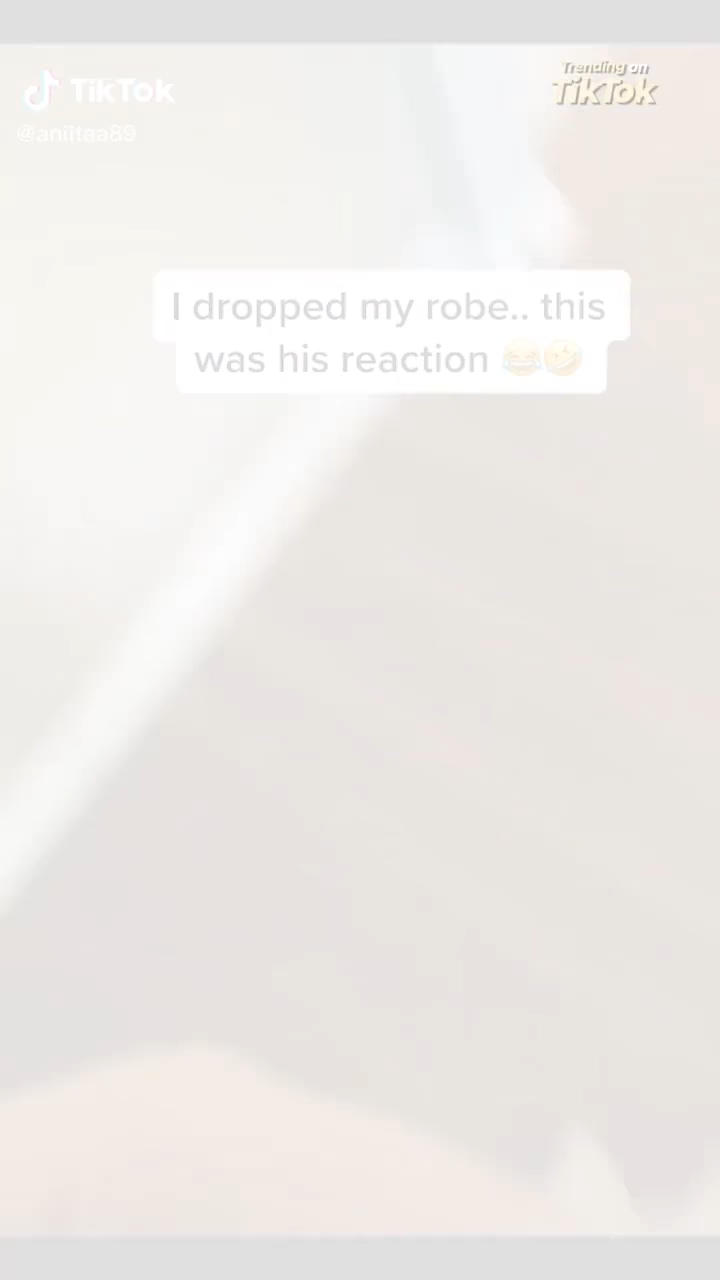 TikTok
@aniitaa89
Trending on
TikTok
I dropped my robe.. this
was his reaction 😂🤣